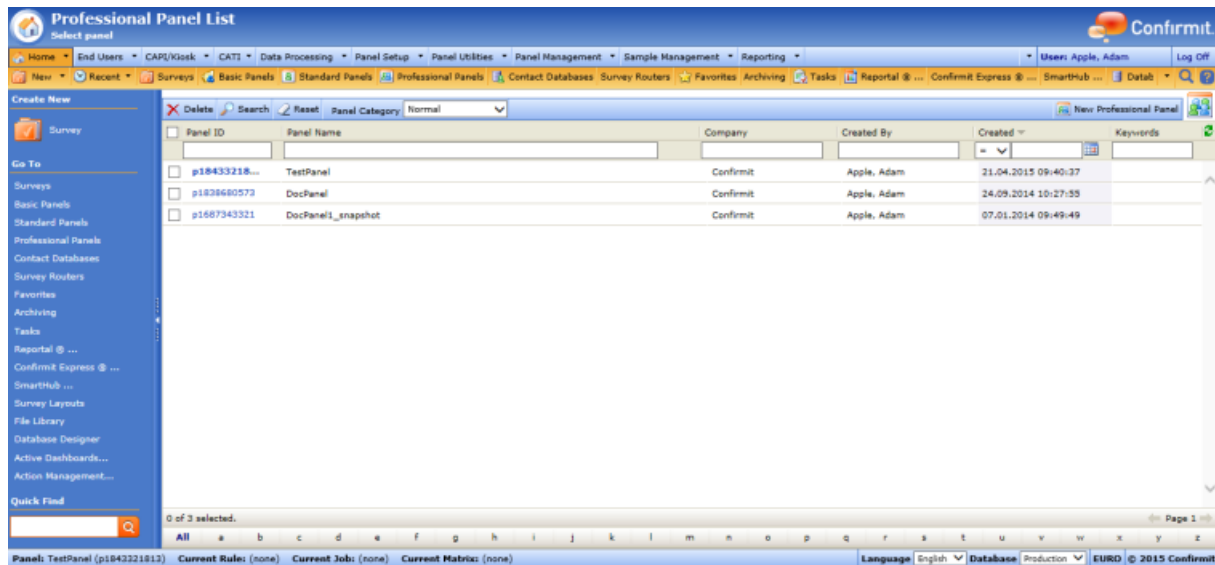 Professional Panel List
Select panel
Confirmit.
Home End Users CAPI/Kiosk CATI Data Processing Panel Setup Panel Utilities Panel Management Sample Management Reporting User: Apple, Adam Log Off
New Recent Surveys Basic Panels Standard Panels Professional Panels Contact Databases Survey Routers Favorites Archiving Tasks Reportal ® ... Confirmit Express ® ... SmartHub ... Datab
Create New
Survey
Go To
Surveys
Basic Panels
Standard Panels
Professional Panels
Contact Databases
Survey Routers
Favorites
Archiving
Tasks
Reportal ® ...
Confirmit Express ® ...
SmartHub ...
Survey Layouts
File Library
Database Designer
Active Dashboards...
Action Management...
Quick Find
Delete Search Reset Panel Category Normal New Professional Panel
Panel ID Panel Name Company Created By Created Keywords
=
p18433218... TestPanel Confirmit Apple, Adam 21.04.2015 09:40:37
p1838680573 DocPanel Confirmit Apple, Adam 24.09.2014 10:27:55
p1687343321 DocPanel1_snapshot Confirmit Apple, Adam 07.01.2014 09:49:49
0 of 3 selected. Page 1
All a b c d e f g h i j k l m n o p q r s t u v w x y z
Panel: TestPanel (p1843321813) Current Rule: (none) Current Job: (none) Current Matrix: (none) Language English Database Production EURO © 2015 Confirmit